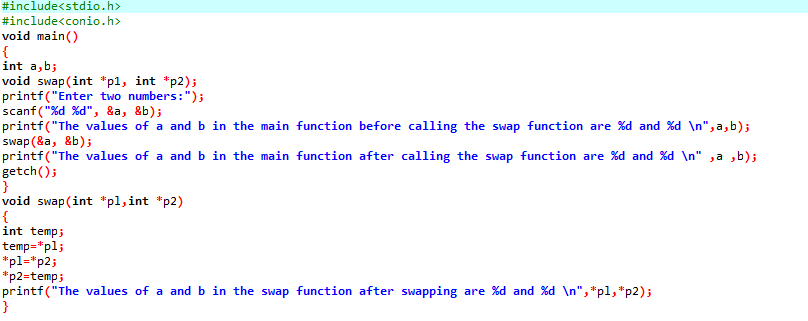 #include<stdio.h>
#include<conio.h>
void main()
{
int a,b;
void swap(int *p1, int *p2);
printf("Enter two numbers:");
scanf("%d %d", &a, &b);
printf("The values of a and b in the main function before calling the swap function are %d and %d \n",a,b);
swap(&a, &b);
printf("The values of a and b in the main function after calling the swap function are %d and %d \n" ,a ,b);
getch();
}
void swap(int *pl,int *p2)
{
int temp;
temp=*pl;
*pl=*p2;
*p2=temp;
printf("The values of a and b in the swap function after swapping are %d and %d \n",*pl,*p2);
}